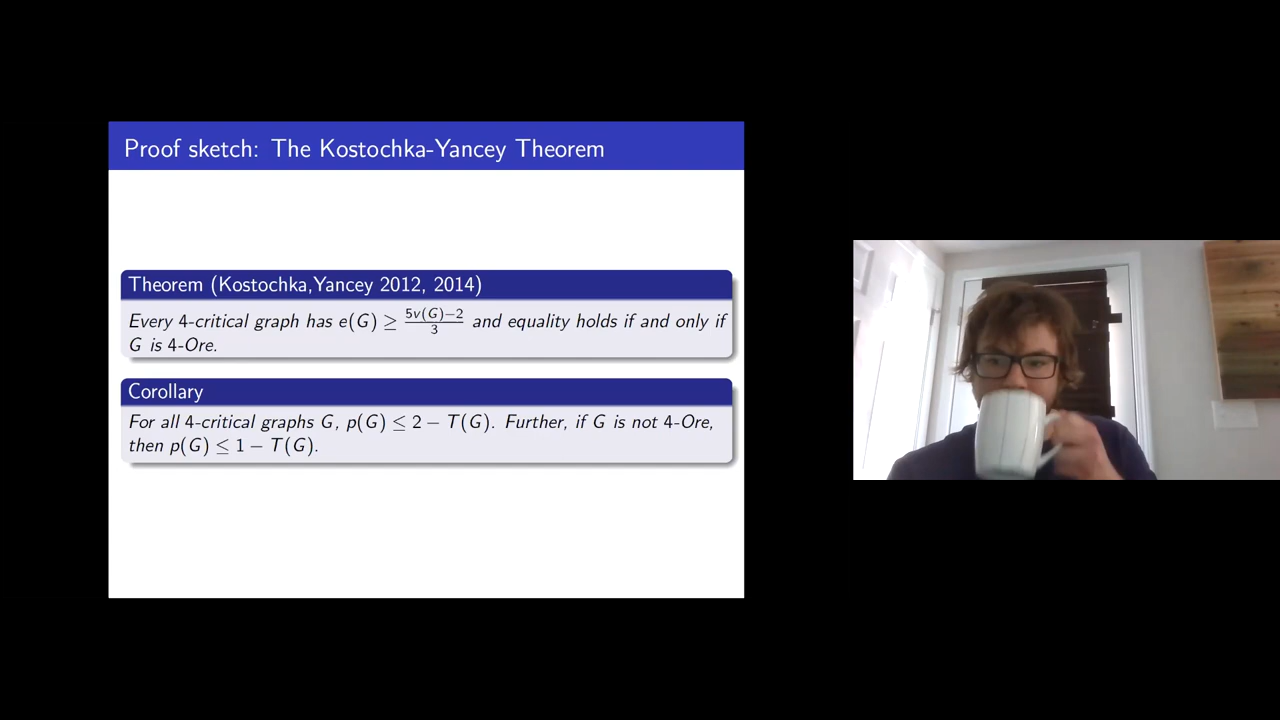 Proof sketch: The Kostochka-Yancey Theorem
Theorem (Kostochka,Yancey 2012, 2014)
Every 4-critical graph has e(G) ≥ \frac{5v(G)−2}{3} and equality holds if and only if
G is 4-Ore.
Corollary
For all 4-critical graphs G, p(G) ≤ 2 − T(G). Further, if G is not 4-Ore,
then p(G) ≤ 1 − T(G).